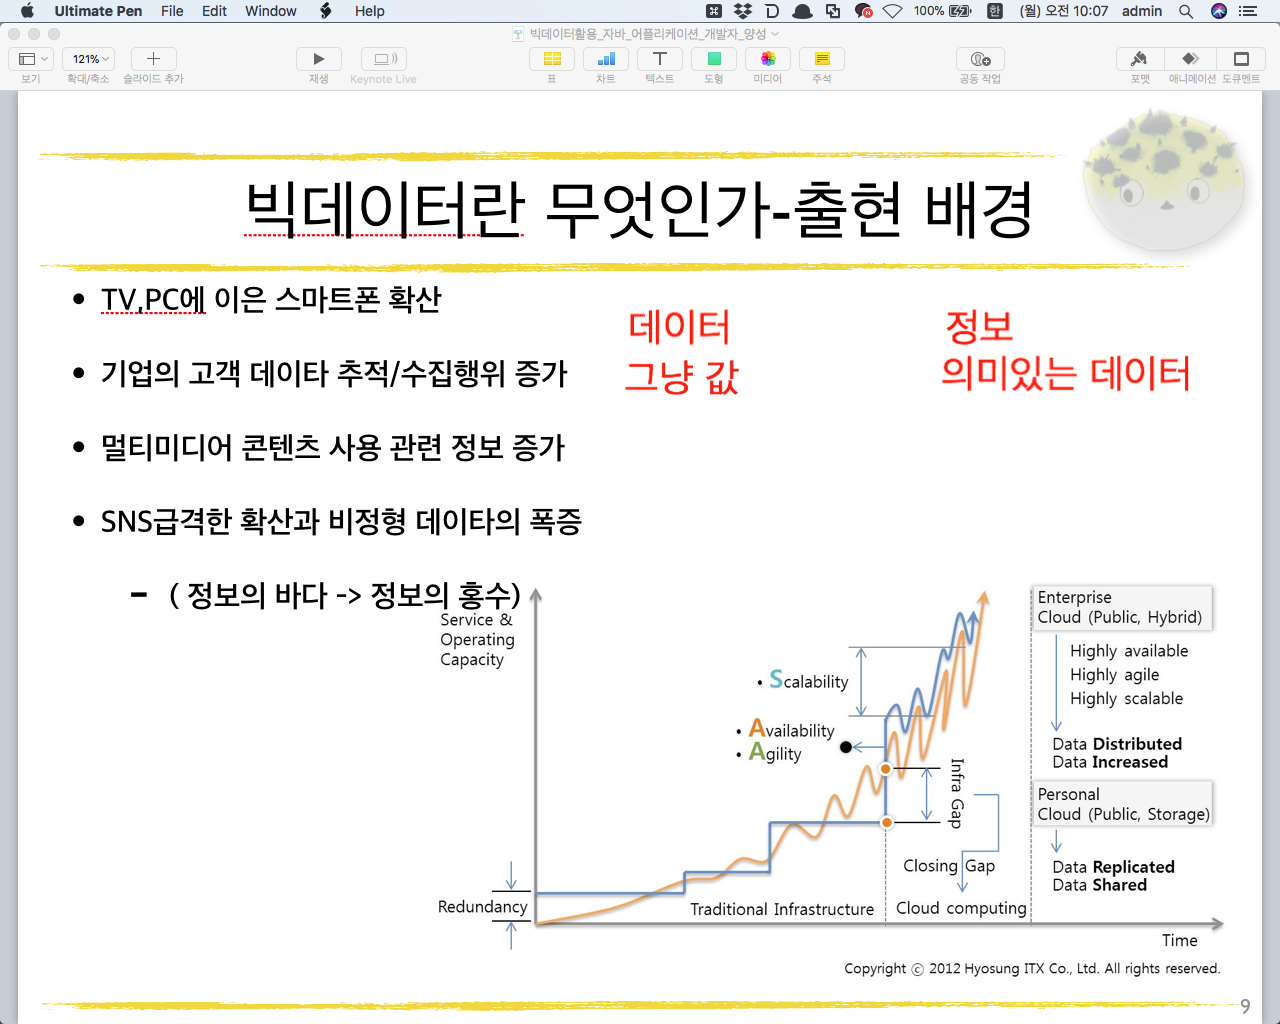 Ultimate Pen File Edit Window Help 100% 한 (월) 오전 10:07 admin
빅데이터활용_자바_어플리케이션_개발자_양성
121%
보기 확대/축소 슬라이드 추가 재생 Keynote Live 표 차트 텍스트 도형 미디어 주석 공동 작업 포맷 애니메이션 도큐멘트
빅데이터란 무엇인가-출현 배경
• TV,PC에 이은 스마트폰 확산
• 기업의 고객 데이타 추적/수집행위 증가
• 멀티미디어 콘텐츠 사용 관련 정보 증가
• SNS급격한 확산과 비정형 데이타의 폭증
- ( 정보의 바다 -> 정보의 홍수)
데이터
그냥 값
정보
의미있는 데이터
Service &
Operating
Capacity
• Scalability
• Availability
• Agility
Infra Gap
Closing Gap
Redundancy
Traditional Infrastructure
Cloud computing
Time
Enterprise
Cloud (Public, Hybrid)
Highly available
Highly agile
Highly scalable
Data Distributed
Data Increased
Personal
Cloud (Public, Storage)
Data Replicated
Data Shared
Copyright ⓒ 2012 Hyosung ITX Co., Ltd. All rights reserved.
9